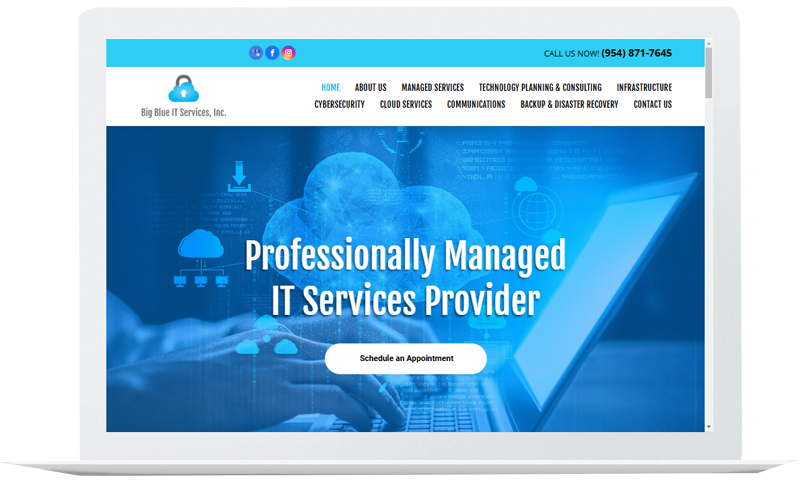 CALL US NOW! (954) 871-7645
Big Blue IT Services, Inc.
HOME ABOUT US MANAGED SERVICES TECHNOLOGY PLANNING & CONSULTING INFRASTRUCTURE
CYBERSECURITY CLOUD SERVICES COMMUNICATIONS BACKUP & DISASTER RECOVERY CONTACT US
Professionally Managed
IT Services Provider
Schedule an Appointment